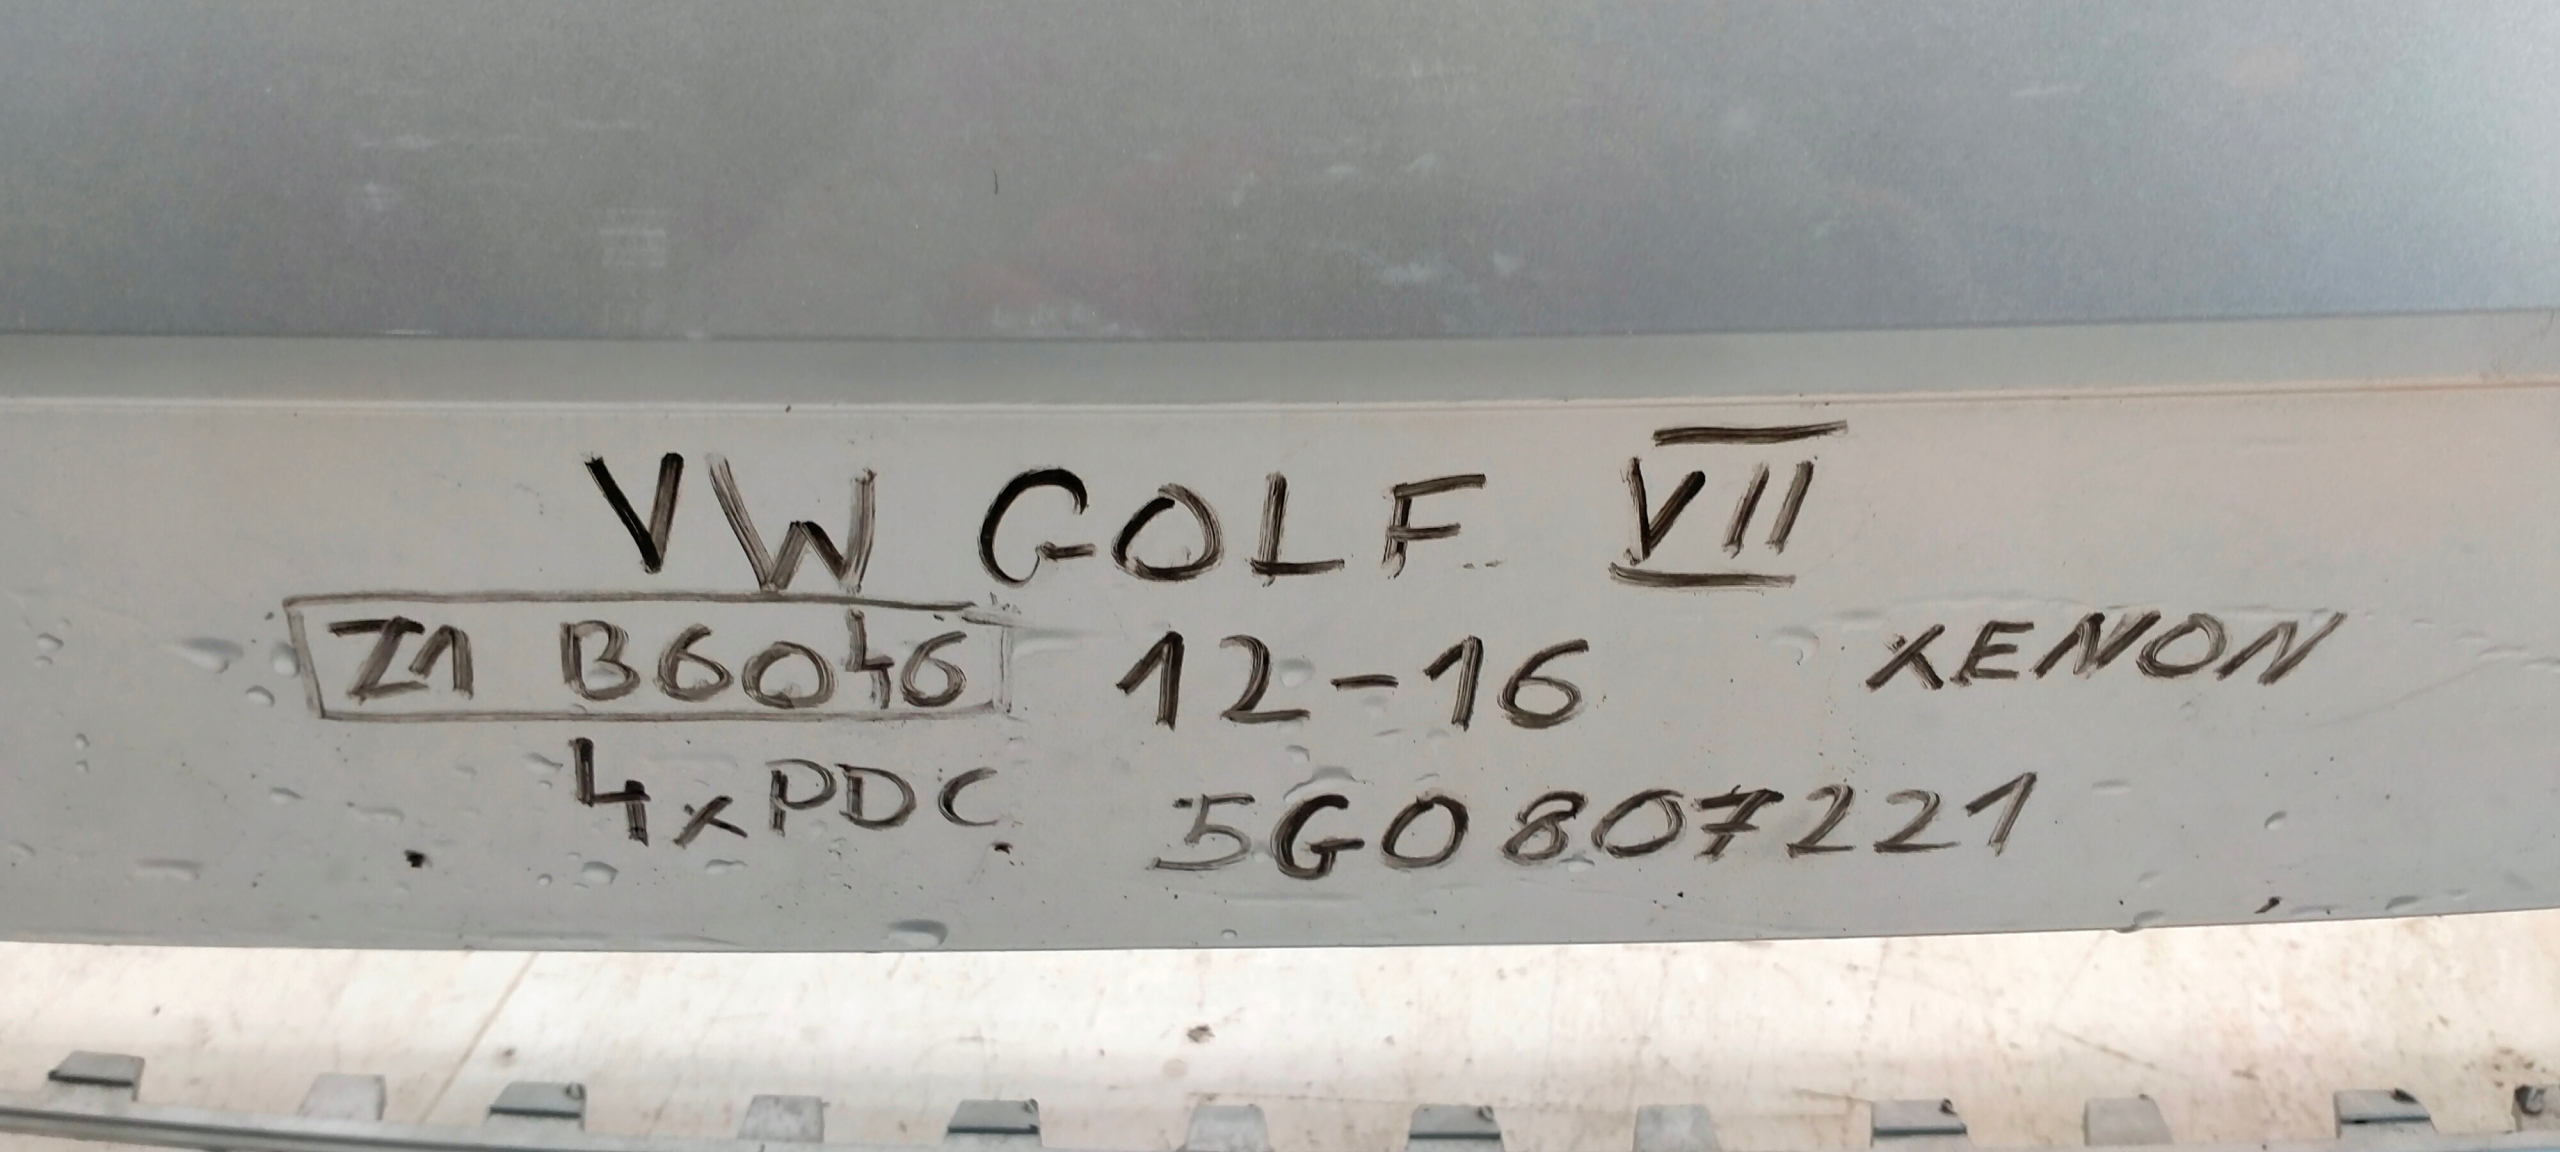 VW GOLF VII
Z1 B6046 12-16 XENON
4xPDC 5G0807221